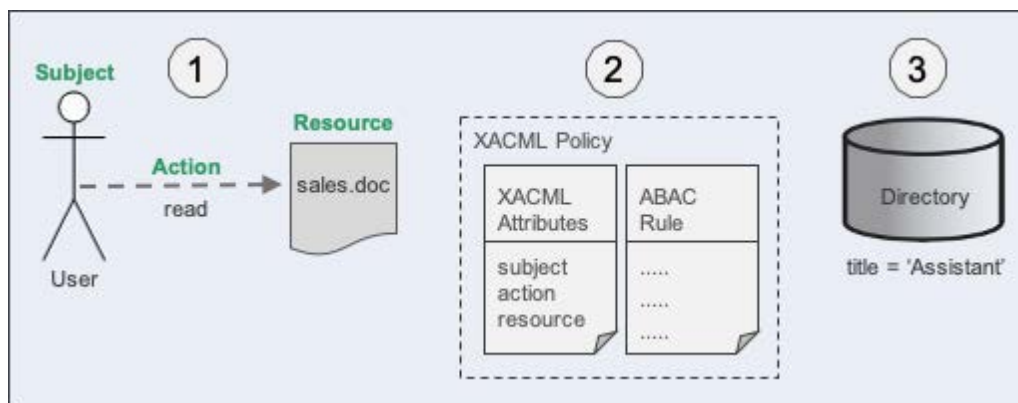 1
Subject
Action
read
User
Resource
sales.doc
2
XACML Policy
XACML
Attributes
subject
action
resource
ABAC
Rule
.....
.....
.....
3
Directory
title = 'Assistant'